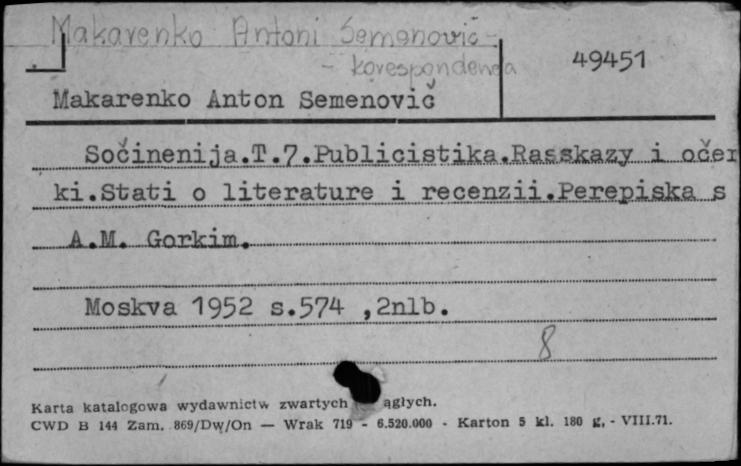 Makarenko Antoni Semenovič -
- korespondencja
49451
Makarenko Anton Semenovič
Sočinenija.T.7.Publicistika.Rasskazy i očer
ki.Stati o literature i recenzii.Perepiska s
A.M. Gorkim.
Moskva 1952 s.574 ,2nlb.
8
Karta katalogowa wydawnictw zwartych ągłych.
CWD B 144 Zam. 869/Dw/On — Wrak 719 - 6.520.000 - Karton 5 kl. 180 g. - VIII.71.